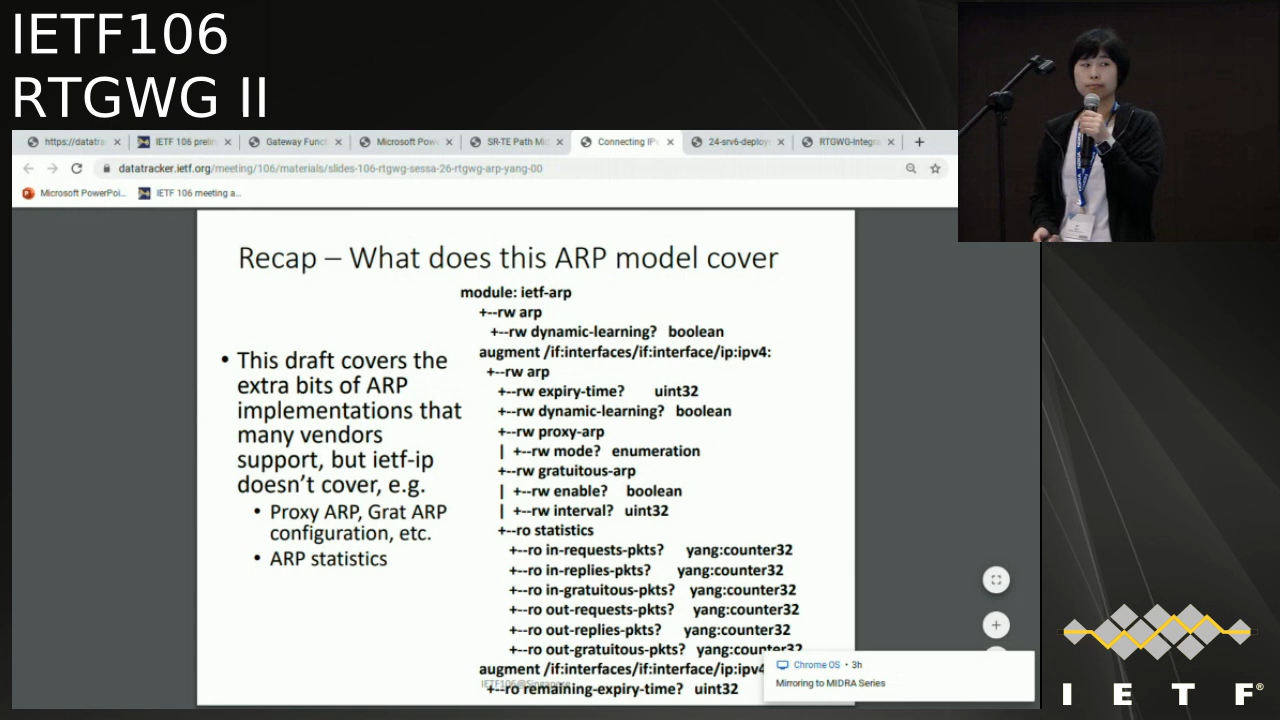 IETF106
RTGWG II
https://datatra
IETF 106 preli
Gateway Funct
Microsoft Powe
SR-TE Path Mi
Connecting IPv
24-srv6-deploy
RTGWG-Integra
datatracker.ietf.org/meeting/106/materials/slides-106-rtgwg-sessa-26-rtgwg-arp-yang-00
Microsoft PowerPoi...
IETF 106 meeting a...
Recap – What does this ARP model cover
• This draft covers the
extra bits of ARP
implementations that
many vendors
support, but ietf-ip
doesn't cover, e.g.
• Proxy ARP, Grat ARP
configuration, etc.
• ARP statistics
module: ietf-arp
+--rw arp
+--rw dynamic-learning? boolean
augment /if:interfaces/if:interface/ip:ipv4:
+--rw arp
+--rw expiry-time? uint32
+--rw dynamic-learning? boolean
+--rw proxy-arp
| +--rw mode? enumeration
+--rw gratuitous-arp
| +--rw enable? boolean
| +--rw interval? uint32
+--ro statistics
+--ro in-requests-pkts? yang:counter32
+--ro in-replies-pkts? yang:counter32
+--ro in-gratuitous-pkts? yang:counter32
+--ro out-requests-pkts? yang:counter32
+--ro out-replies-pkts? yang:counter32
+--ro out-gratuitous-pkts? yang:counter32
augment /if:interfaces/if:interface/ip:ipv4
IETF106@Singapore
+--ro remaining-expiry-time? uint32
Chrome OS • 3h
Mirroring to MIDRA Series
I E T F®